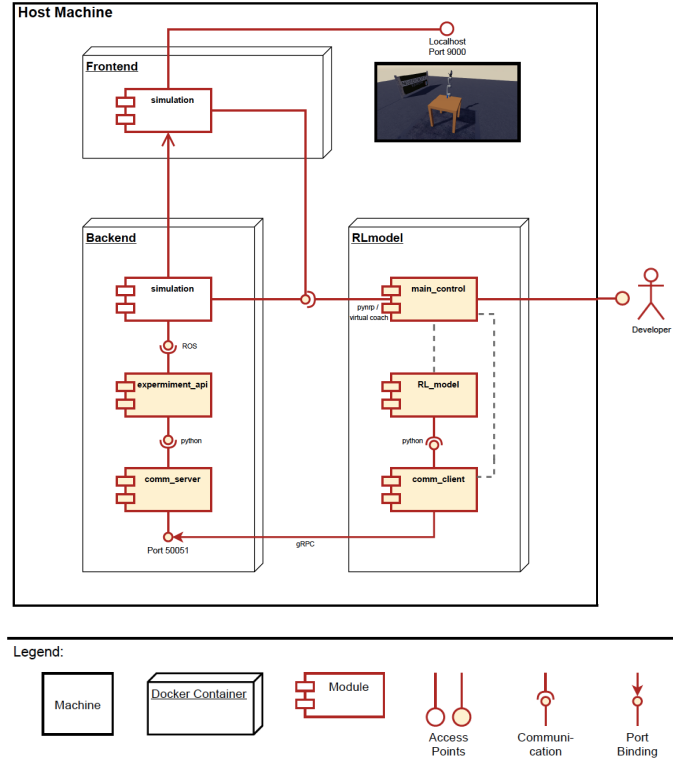 Host Machine
Localhost
Port 9000
Frontend
simulation
Backend
RLmodel
simulation
main_control
pynrp /
virtual coach
Developer
ROS
expermiment_api
RL_model
python
python
comm_server
comm_client
Port 50051
gRPC
Legend:
Machine
Docker Container
Module
Access
Points
Communi-
cation
Port
Binding